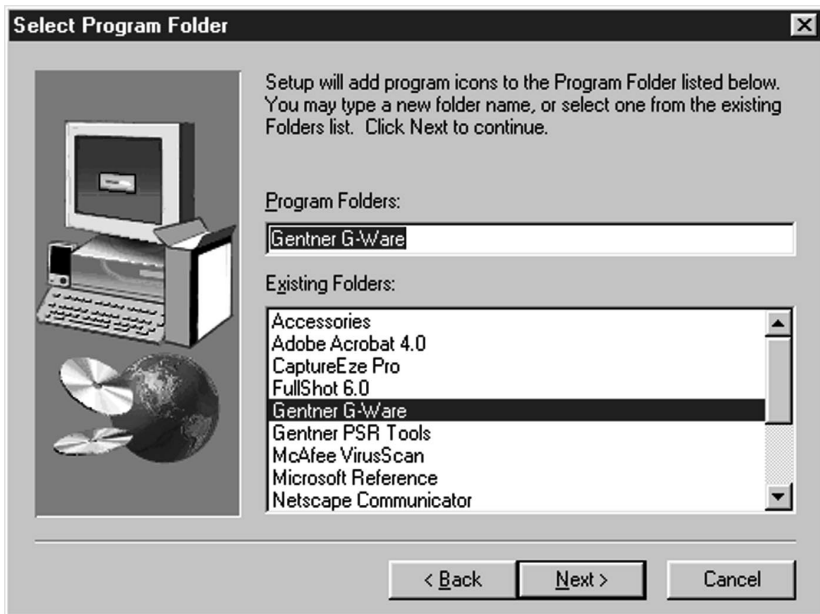 Select Program Folder
Setup will add program icons to the Program Folder listed below.
You may type a new folder name, or select one from the existing
Folders list.  Click Next to continue.
Program Folders:
Gentner G-Ware
Existing Folders:
Accessories
Adobe Acrobat 4.0
CaptureEze Pro
FullShot 6.0
Gentner G-Ware
Gentner PSR Tools
McAfee VirusScan
Microsoft Reference
Netscape Communicator
< Back
Next >
Cancel